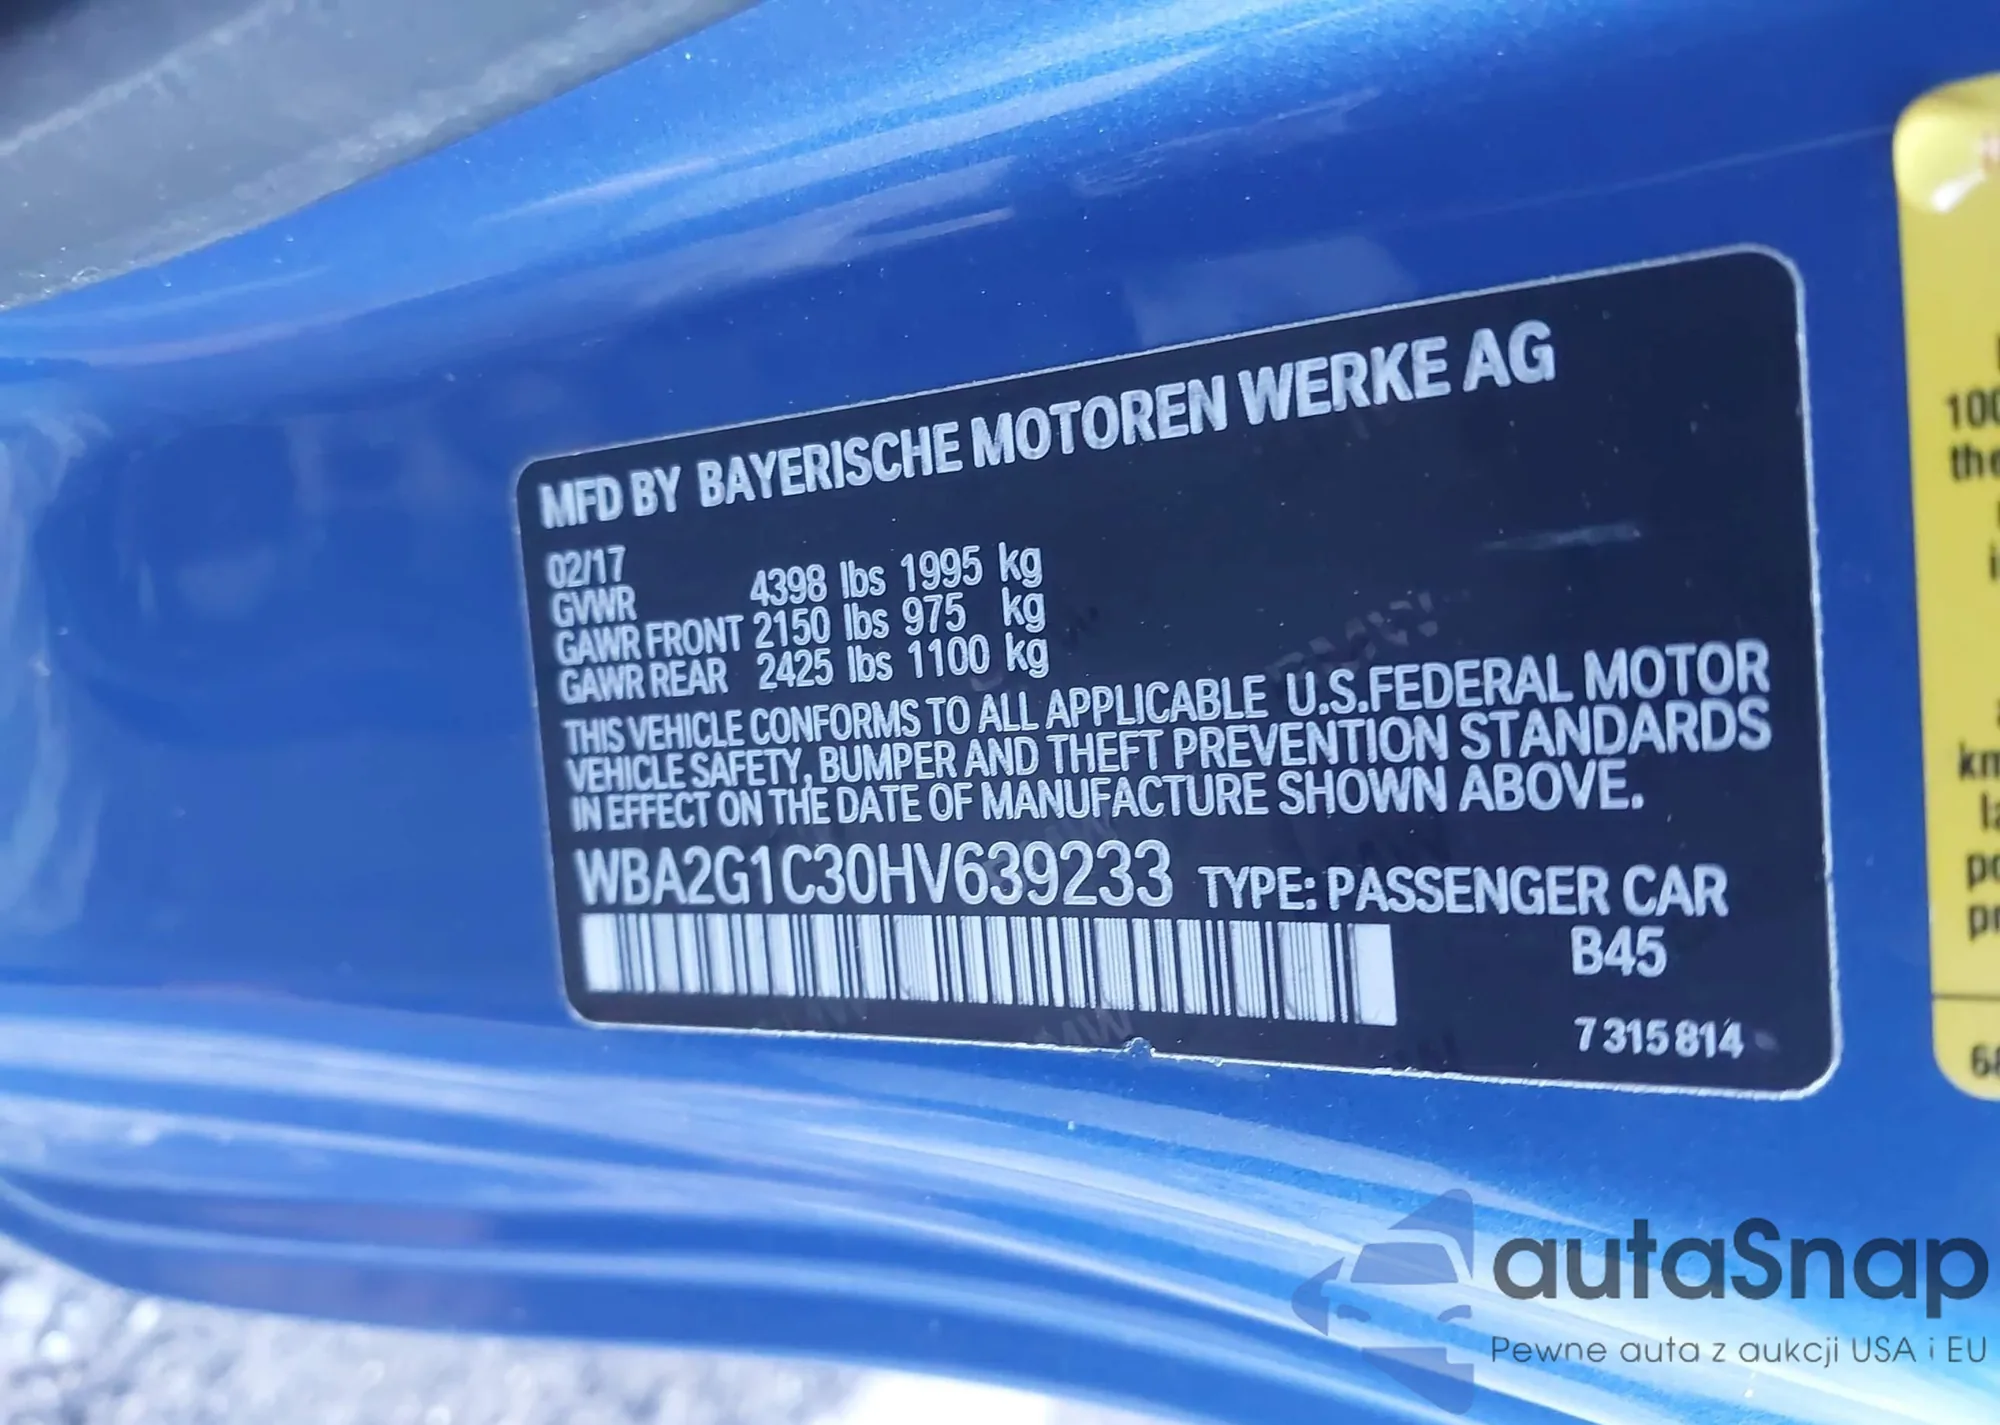 MFD BY BAYERISCHE MOTOREN WERKE AG
02/17
GVWR 4398 lbs 1995 kg
GAWR FRONT 2150 lbs 975 kg
GAWR REAR 2425 lbs 1100 kg
THIS VEHICLE CONFORMS TO ALL APPLICABLE U.S.FEDERAL MOTOR
VEHICLE SAFETY, BUMPER AND THEFT PREVENTION STANDARDS
IN EFFECT ON THE DATE OF MANUFACTURE SHOWN ABOVE.
WBA2G1C30HV639233 TYPE: PASSENGER CAR
B45
7 315 814
100
the
km
autaSnap
Pewne auta z aukcji USA i EU